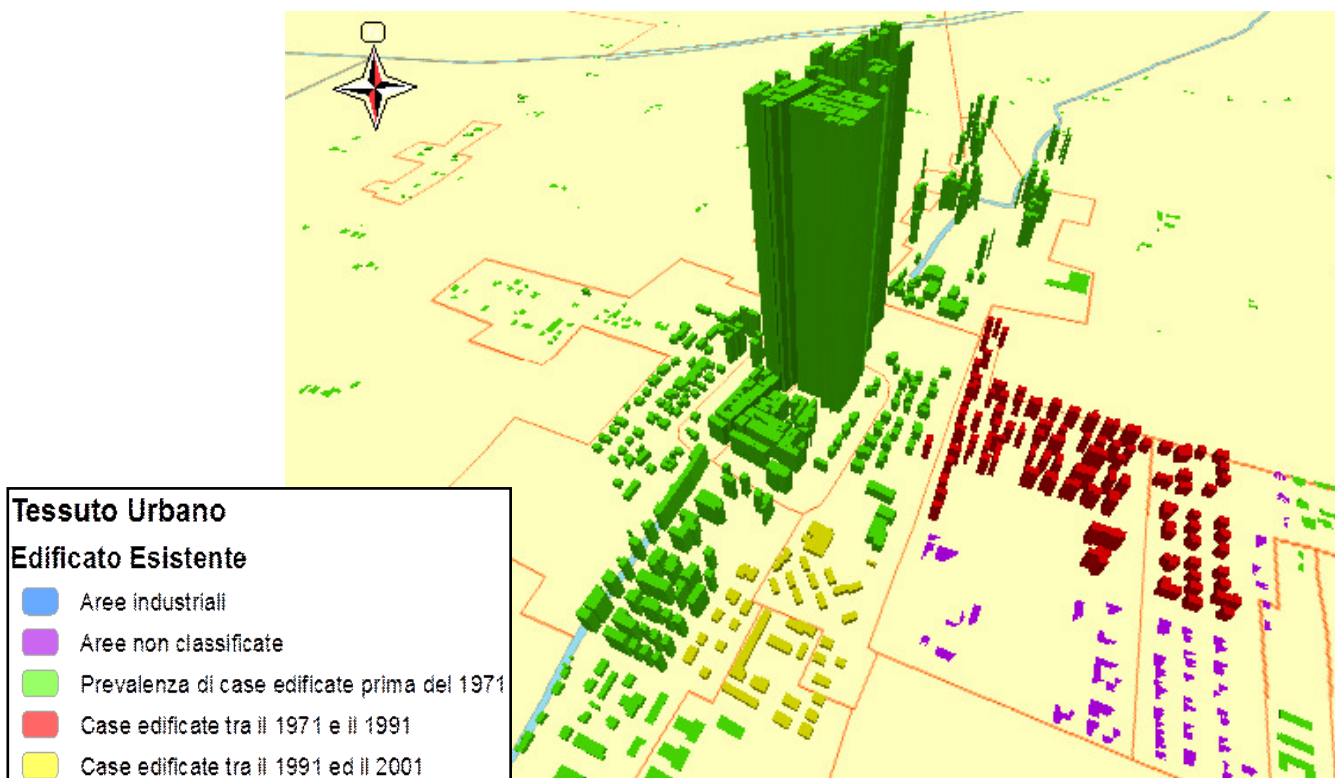 Tessuto Urbano
Edificato Esistente
Aree industriali
Aree non classificate
Prevalenza di case edificate prima del 1971
Case edificate tra il 1971 e il 1991
Case edificate tra il 1991 ed il 2001